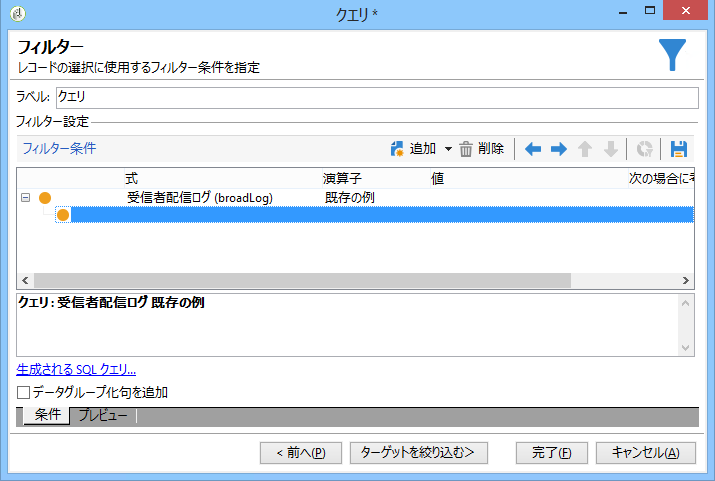 クエリ *
フィルター
レコードの選択に使用するフィルター条件を指定
ラベル: クエリ
フィルター設定
フィルター条件 追加 削除
式 演算子 値 次の場合に
受信者配信ログ (broadLog) 既存の例
クエリ : 受信者配信ログ 既存の例
生成される SQL クエリ...
データグループ化句を追加
条件 プレビュー
< 前へ(P) ターゲットを絞り込む> 完了(F) キャンセル(A)